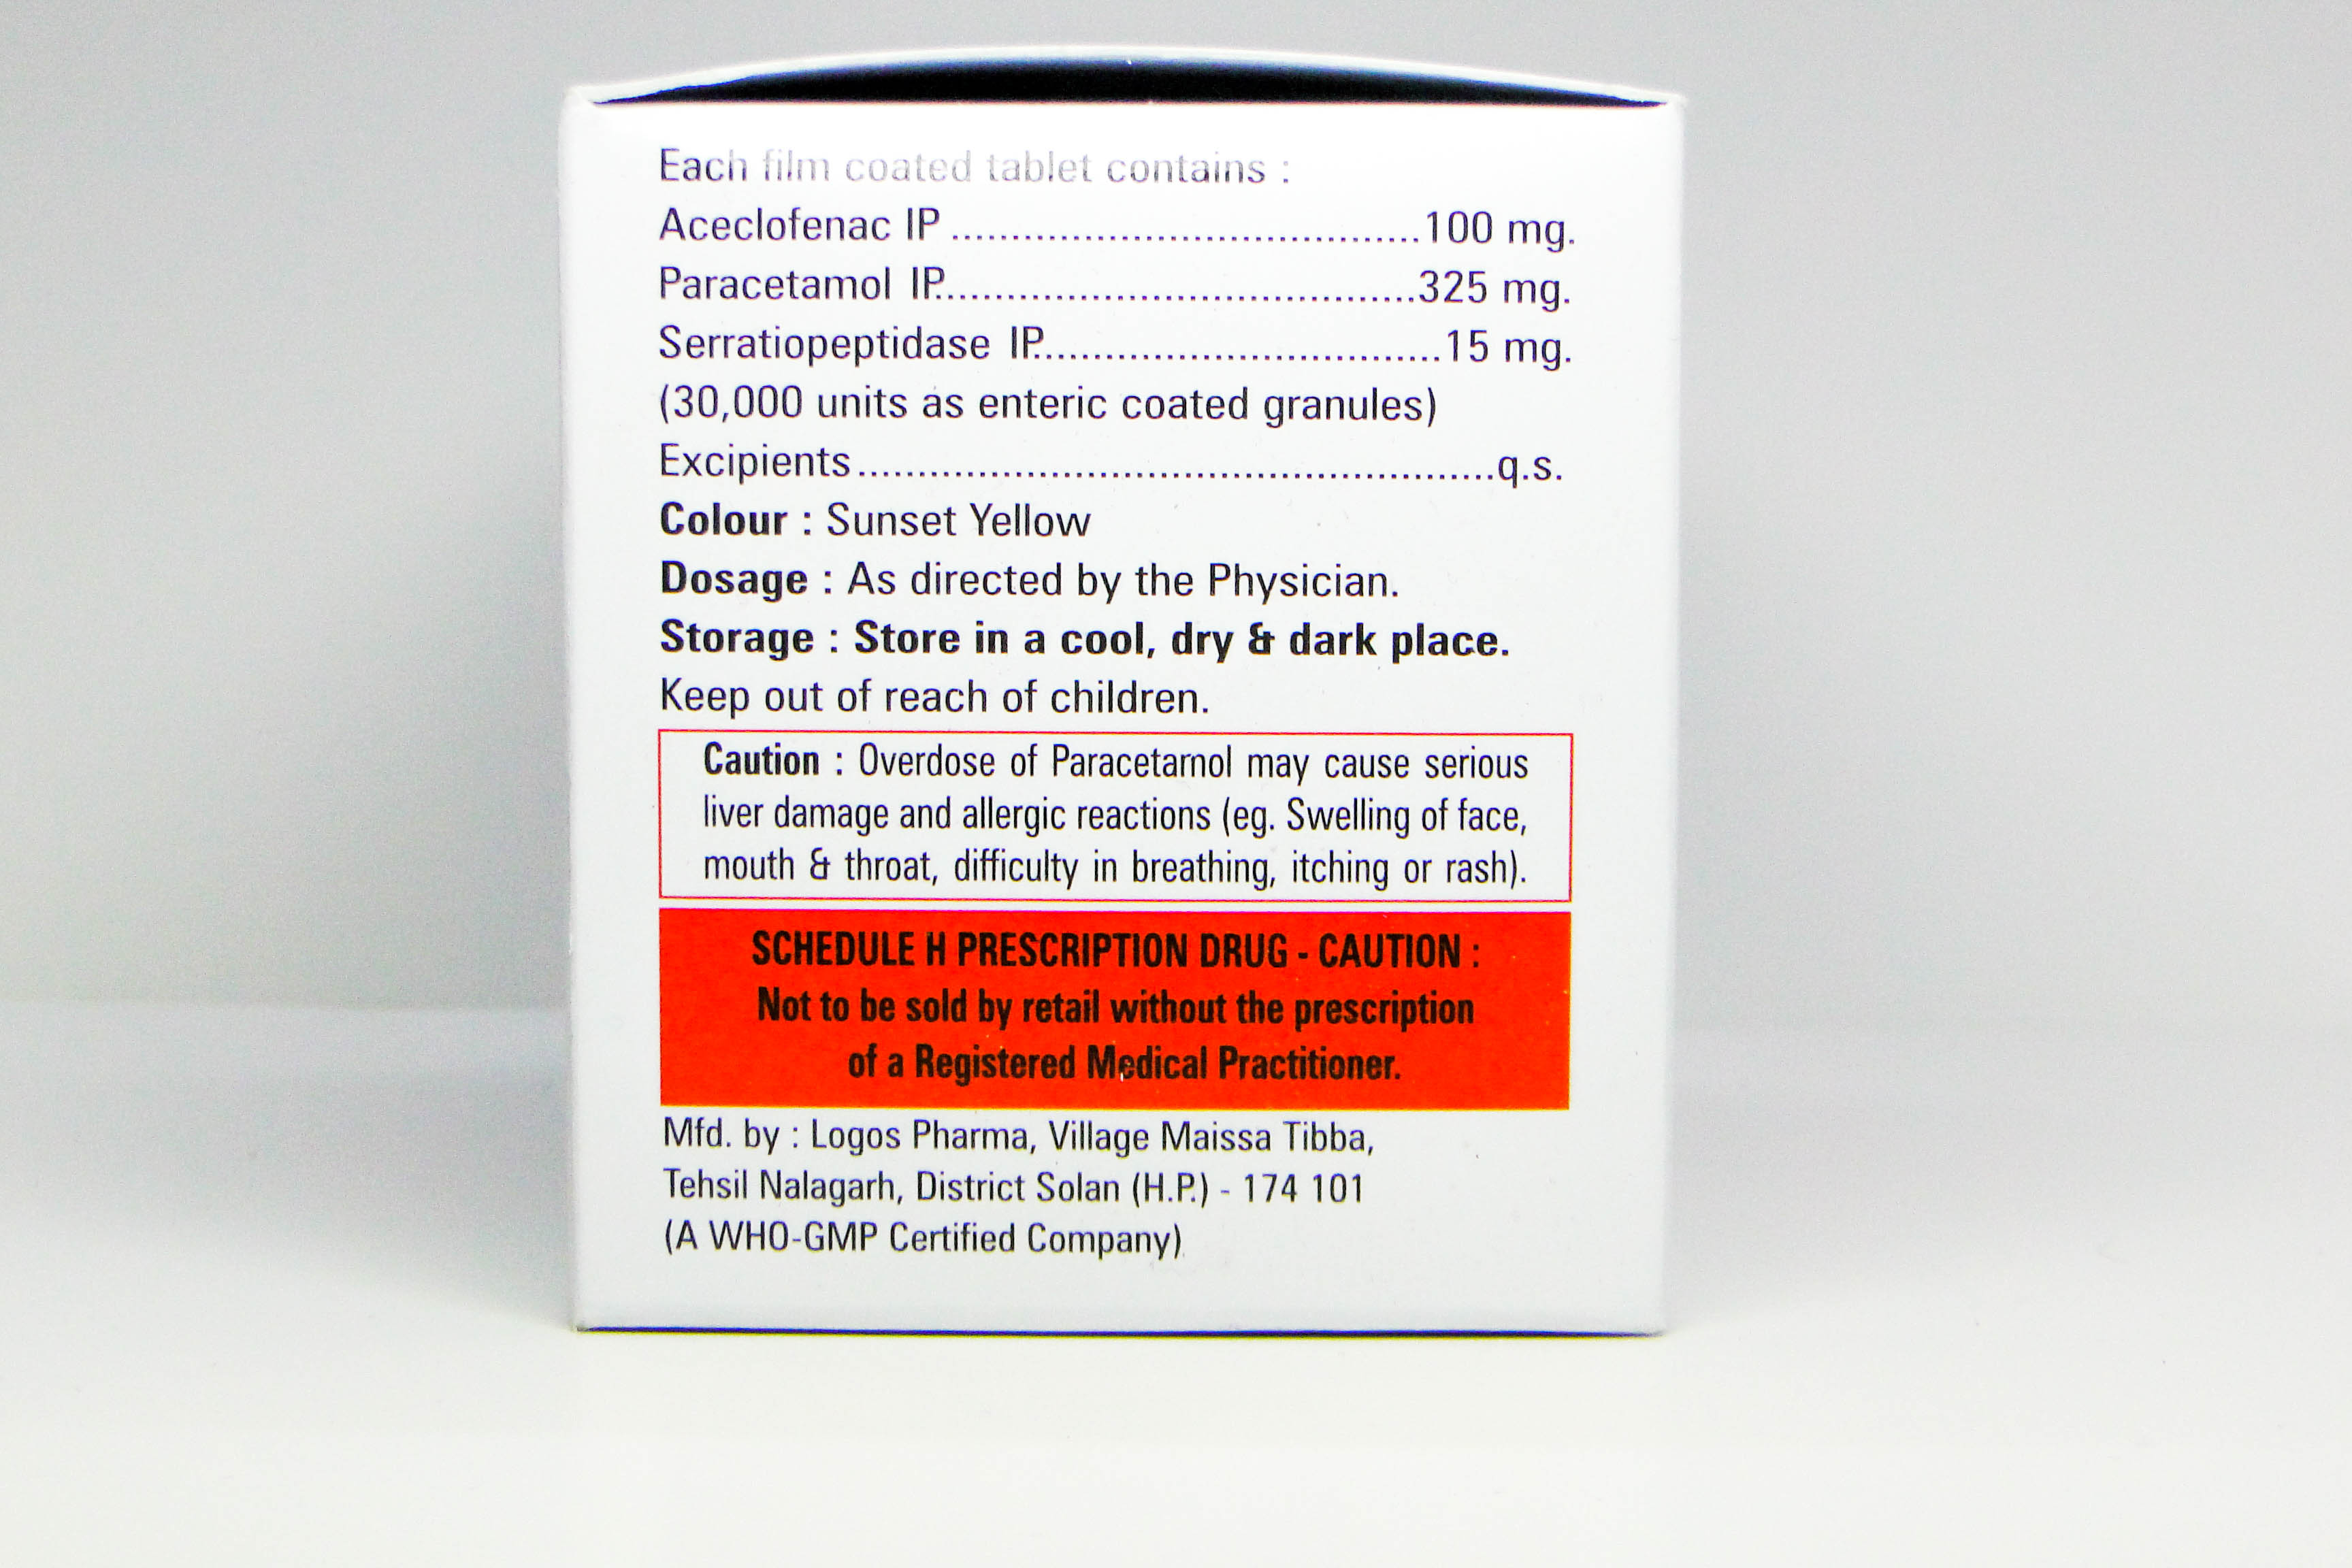 Each film coated tablet contains :
Aceclofenac IP ........................................100 mg.
Paracetamol IP........................................325 mg.
Serratiopeptidase IP..................................15 mg.
(30,000 units as enteric coated granules)
Excipients.....................................................q.s.
Colour : Sunset Yellow
Dosage : As directed by the Physician.
Storage : Store in a cool, dry & dark place.
Keep out of reach of children.
Caution : Overdose of Paracetamol may cause serious
liver damage and allergic reactions (eg. Swelling of face,
mouth & throat, difficulty in breathing, itching or rash).
SCHEDULE H PRESCRIPTION DRUG - CAUTION :
Not to be sold by retail without the prescription
of a Registered Medical Practitioner.
Mfd. by : Logos Pharma, Village Maissa Tibba,
Tehsil Nalagarh, District Solan (H.P.) - 174 101
(A WHO-GMP Certified Company)